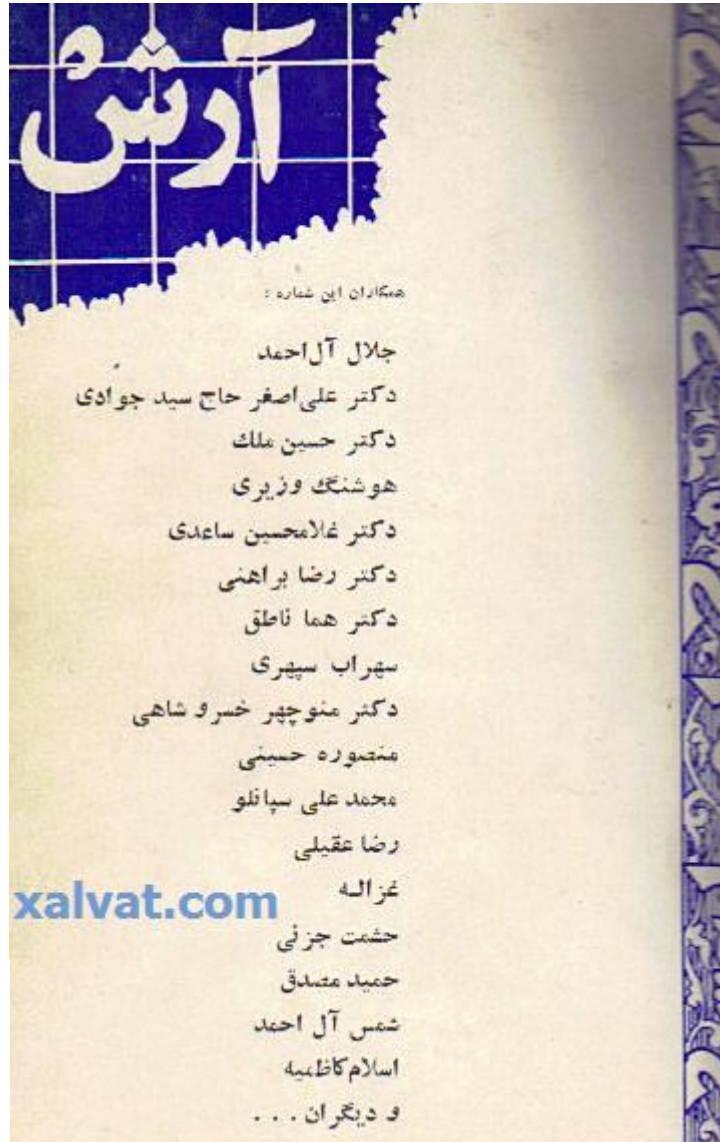 آرش
همکاران این شماره :
جلال آل‌احمد
دکتر علی‌اصغر حاج سید جوادی
دکتر حسین ملك
هوشنگ وزیری
دکتر غلامحسین ساعدی
دکتر رضا براهنی
دکتر هما ناطق
سهراب سپهری
دکتر منوچهر خسرو شاهی
منصوره حسینی
محمد علی سپانلو
رضا عقیلی
غزاله
xalvat.com
حشمت جزنی
حمید مصدق
شمس آل احمد
اسلام کاظمیه
و دیگران . . .